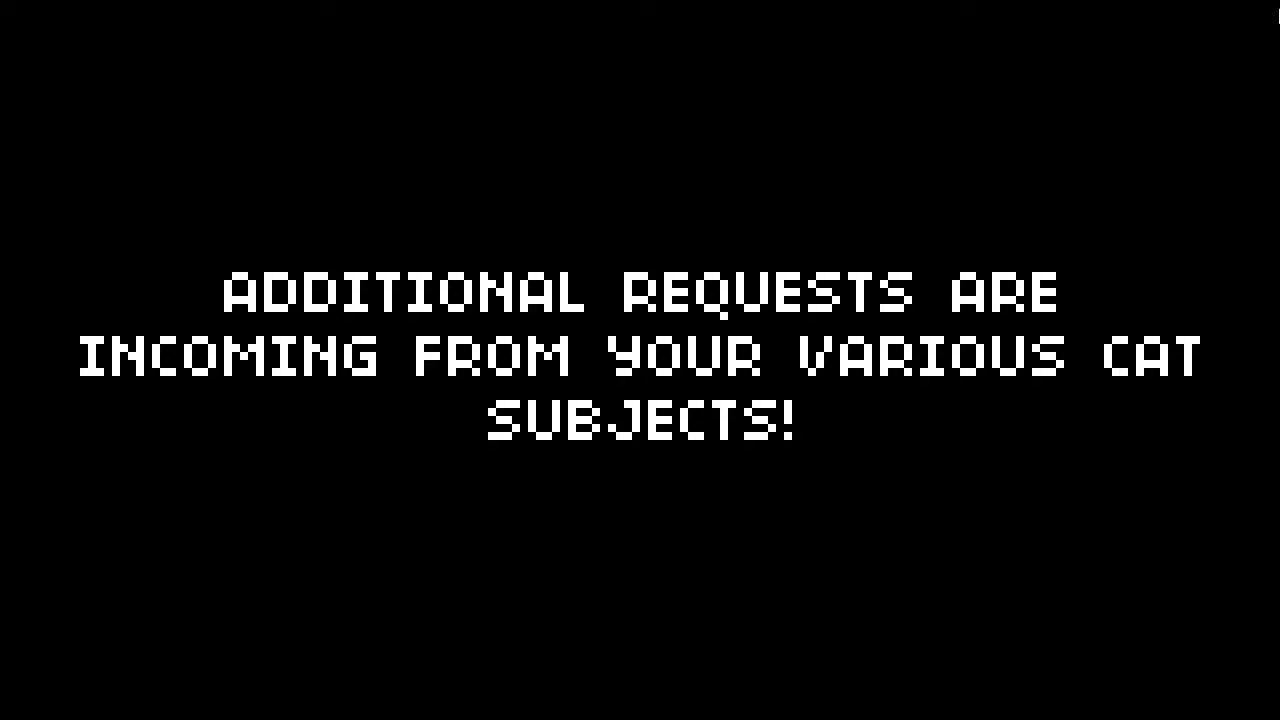 ADDITIONAL REQUESTS ARE
INCOMING FROM YOUR VARIOUS CAT
SUBJECTS!